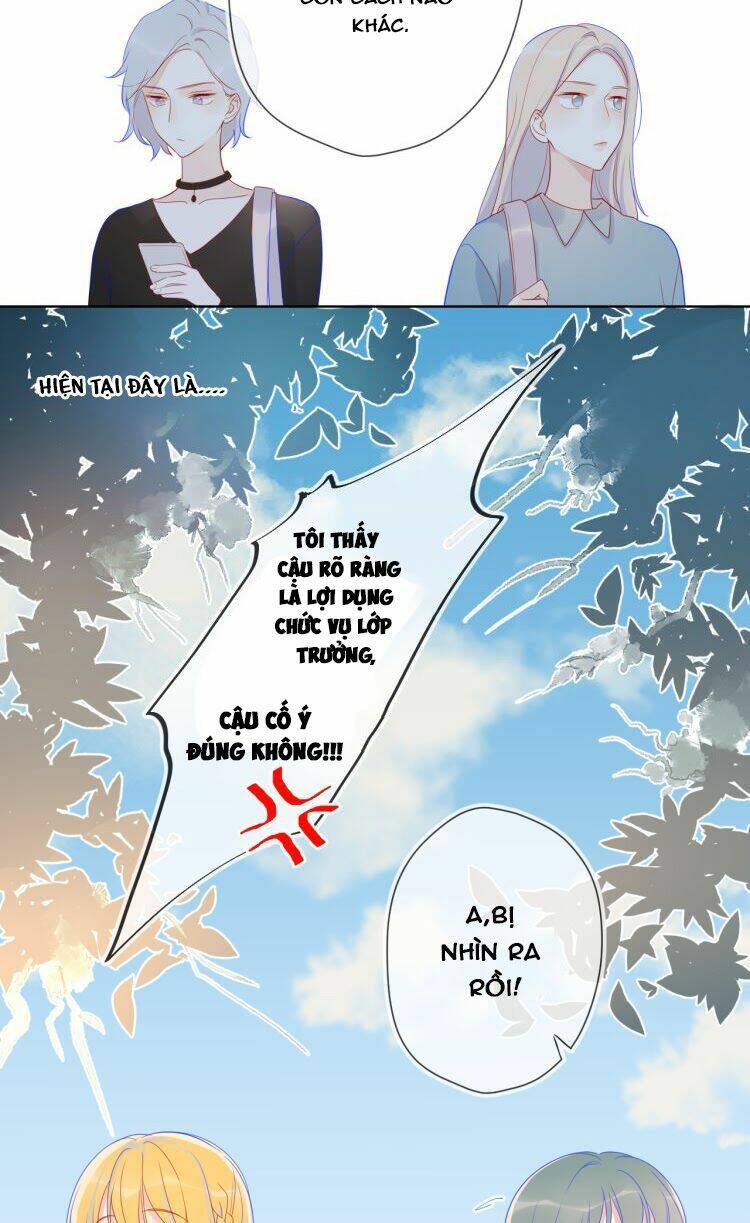 KHÁC.
HIỆN TẠI ĐÂY LÀ....
TÔI THẤY
CẬU RÕ RÀNG
LÀ LỢI DỤNG
CHỨC VỤ LỚP
TRƯỞNG,
CẬU CỐ Ý
ĐÚNG KHÔNG!!!
A,BỊ
NHÌN RA
RỒI!